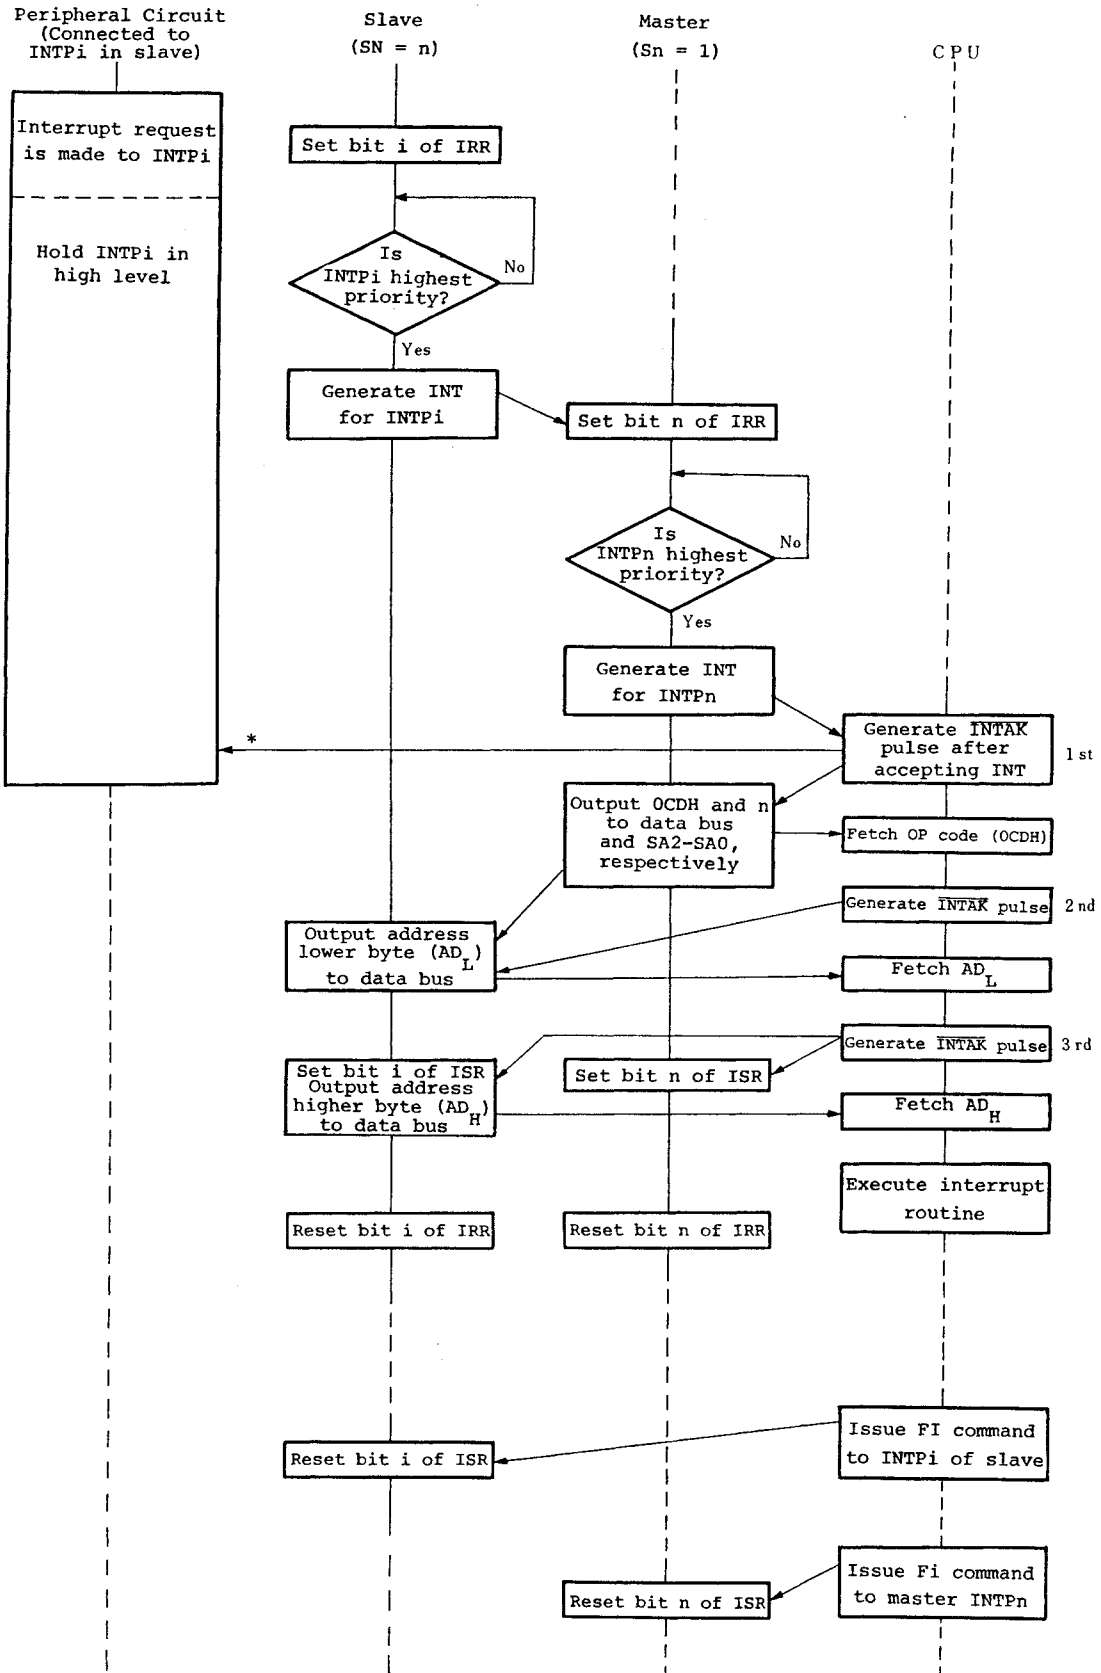 Peripheral Circuit
(Connected to
INTPi in slave)
Slave
(SN = n)
Master
(Sn = 1)
CPU
Interrupt request
is made to INTPi
Hold INTPi in
high level
Set bit i of IRR
Is
INTPi highest
priority?
No
Yes
Generate INT
for INTPi
Set bit n of IRR
Is
INTPn highest
priority?
No
Yes
Generate INT
for INTPn
Generate INTAK
pulse after
accepting INT
1st
*
Output OCDH and n
to data bus
and SA2-SA0,
respectively
Fetch OP code (OCDH)
Generate INTAK pulse
2nd
Output address
lower byte (ADL)
to data bus
Fetch ADL
Generate INTAK pulse
3rd
Set bit i of ISR
Output address
higher byte (ADH)
to data bus
Set bit n of ISR
Fetch ADH
Execute interrupt
routine
Reset bit i of IRR
Reset bit n of IRR
Issue FI command
to INTPi of slave
Reset bit i of ISR
Issue Fi command
to master INTPn
Reset bit n of ISR